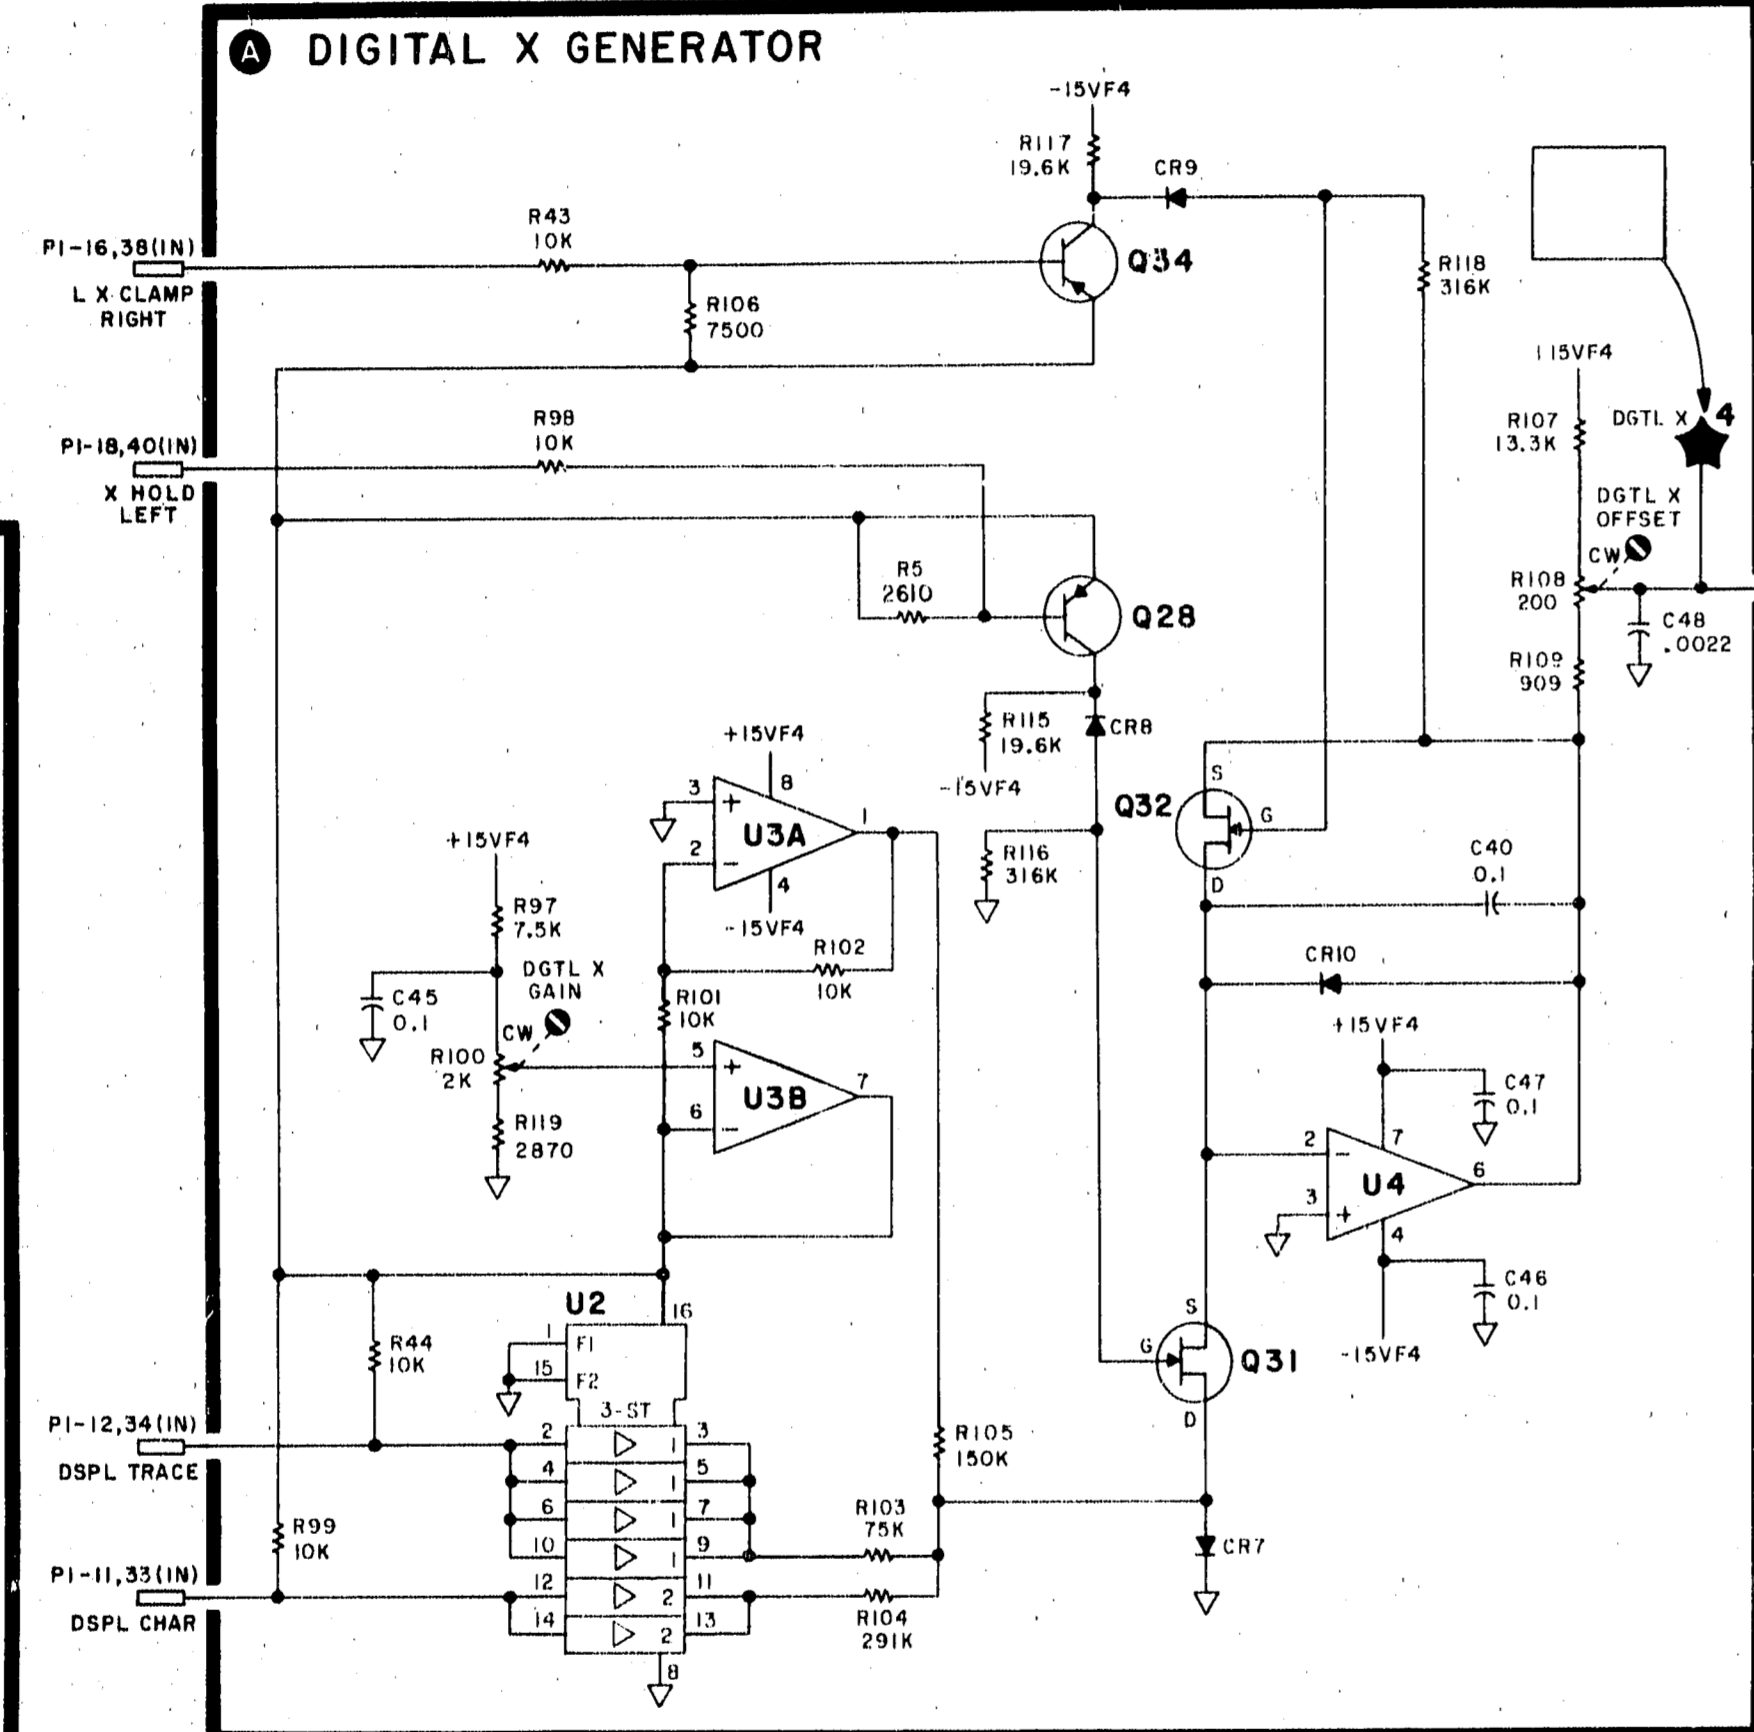 A DIGITAL X GENERATOR
-15VF4
R117
19.6K
CR9
R43
10K
P1-16,38(IN)
L X CLAMP
RIGHT
Q34
R106
7500
R118
316K
+15VF4
R107
13.3K
DGTL X
4
R98
10K
P1-18,40(IN)
X HOLD
LEFT
DGTL X
OFFSET
CW
R5
2610
R108
200
Q28
C48
.0022
R109
909
R115
19.6K
CR8
-15VF4
+15VF4
S
3
+
8
U3A
1
2
-
4
-15VF4
Q32
G
D
R116
316K
C40
0.1
+15VF4
R97
7.5K
R102
10K
CR10
DGTL X
GAIN
C45
0.1
R101
10K
CW
R100
2K
5
+
U3B
7
6
-
R119
2870
+15VF4
C47
0.1
7
2
-
U4
6
3
+
4
C46
0.1
-15VF4
U2
16
1
F1
15
F2
3-ST
S
G
Q31
D
R44
10K
P1-12,34(IN)
DSPL TRACE
2
1
3
4
1
5
6
1
7
10
1
9
12
2
11
14
2
13
8
R105
150K
R103
75K
R104
291K
CR7
R99
10K
P1-11,33(IN)
DSPL CHAR